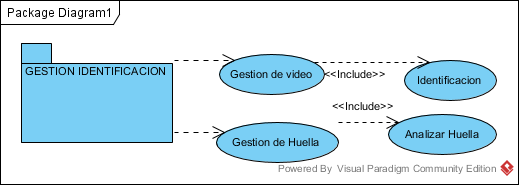 Package Diagram1
GESTION IDENTIFICACION
Gestion de video
<<Include>>
Identificacion
<<Include>>
Gestion de Huella
Analizar Huella
Powered By Visual Paradigm Community Edition